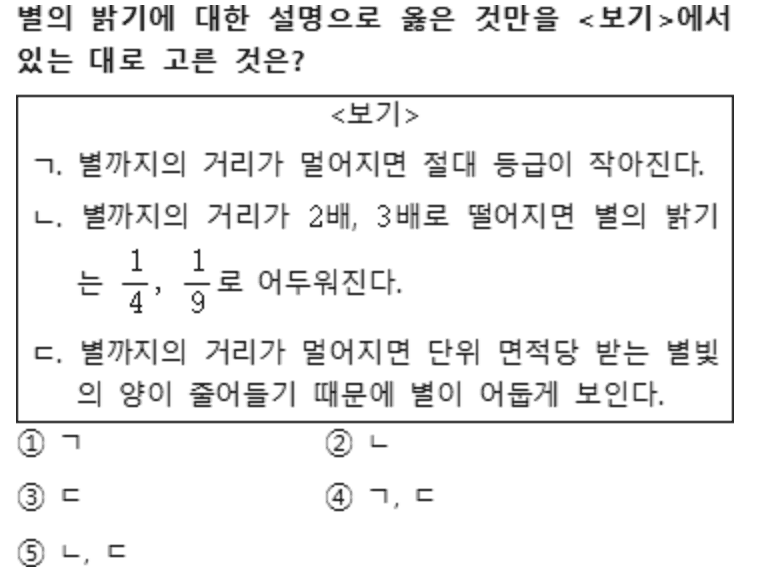 별의 밝기에 대한 설명으로 옳은 것만을 <보기>에서
있는 대로 고른 것은?
<보기>
ㄱ. 별까지의 거리가 멀어지면 절대 등급이 작아진다.
ㄴ. 별까지의 거리가 2배, 3배로 떨어지면 별의 밝기
는 1/4, 1/9로 어두워진다.
ㄷ. 별까지의 거리가 멀어지면 단위 면적당 받는 별빛
의 양이 줄어들기 때문에 별이 어둡게 보인다.
① ㄱ ② ㄴ
③ ㄷ ④ ㄱ, ㄷ
⑤ ㄴ, ㄷ